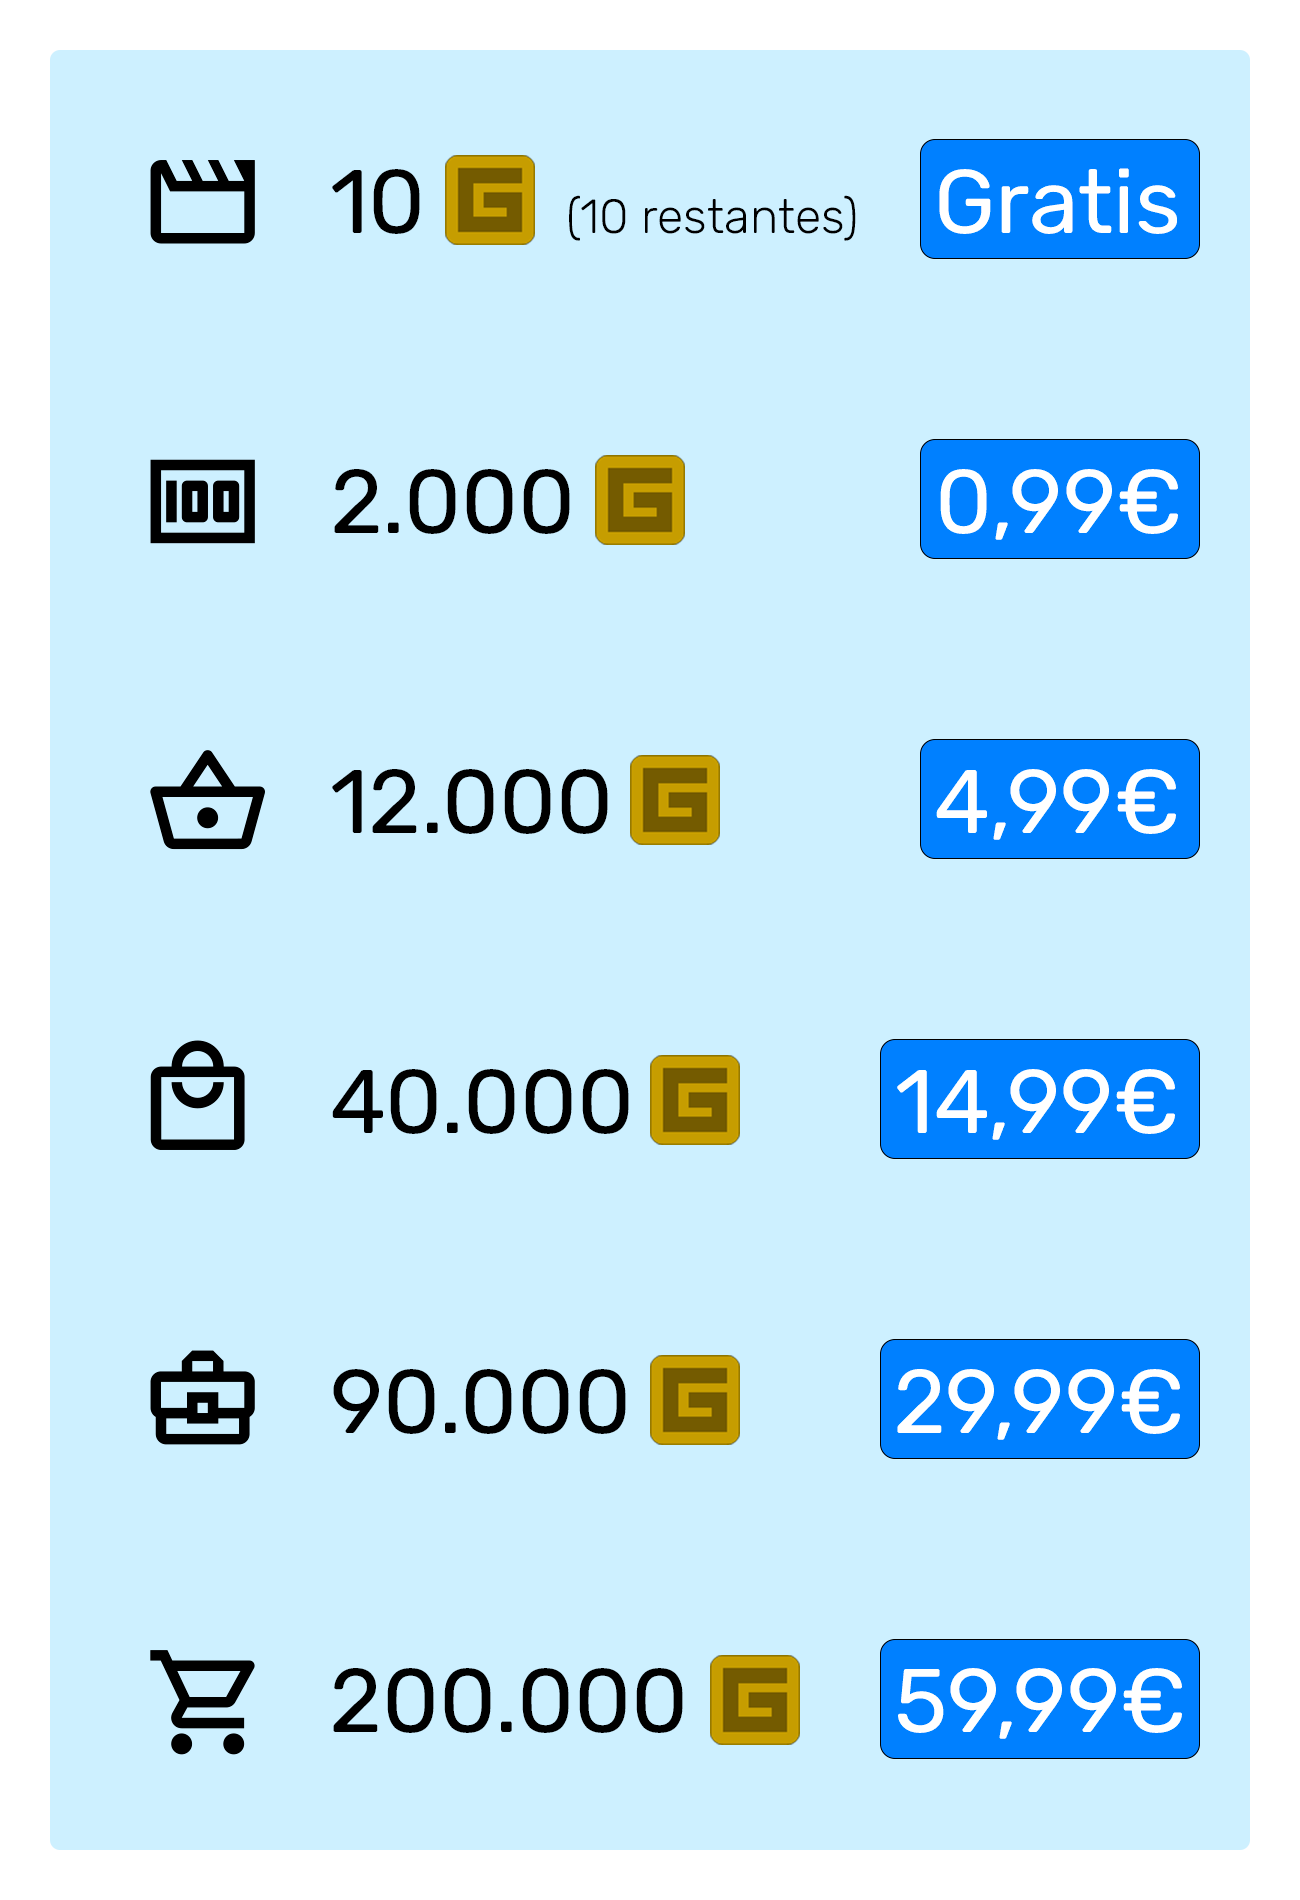 10 G (10 restantes) Gratis
100 2.000 G 0,99€
12.000 G 4,99€
40.000 G 14,99€
90.000 G 29,99€
200.000 G 59,99€